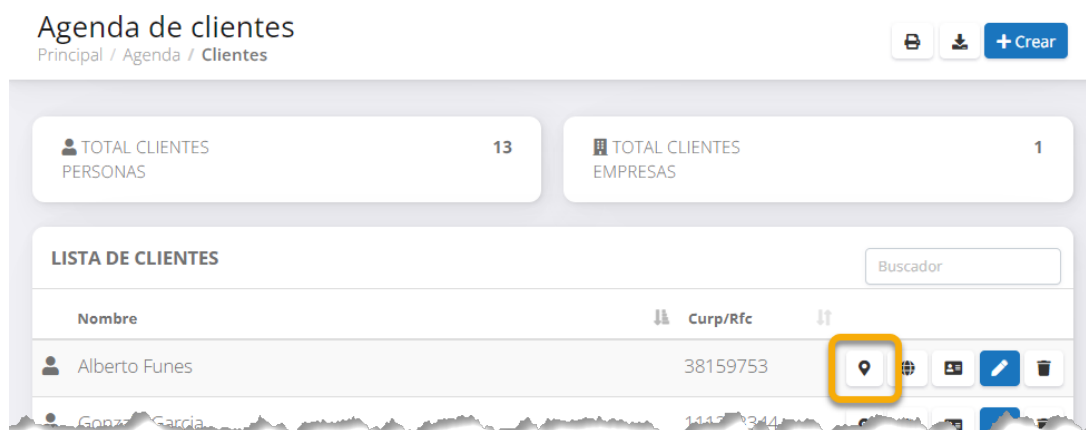 Agenda de clientes
Principal / Agenda / Clientes
+ Crear
TOTAL CLIENTES 13
PERSONAS
TOTAL CLIENTES 1
EMPRESAS
LISTA DE CLIENTES
Buscador
Nombre Curp/Rfc
Alberto Funes 38159753
Garcia